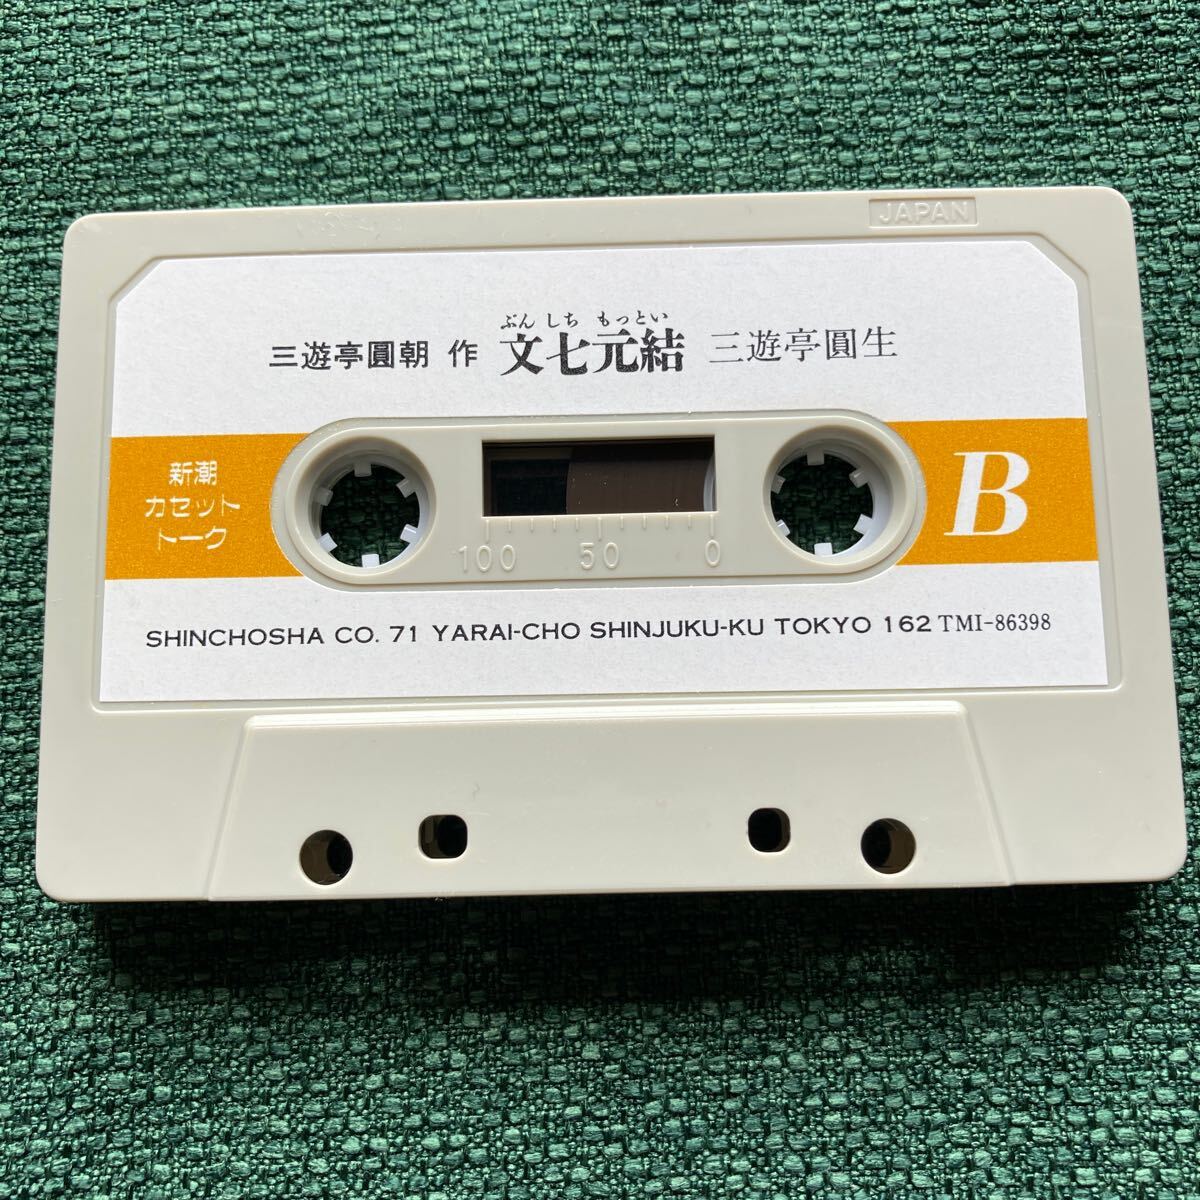 JAPAN
ぶん しち もっとい
三遊亭圓朝 作 文七元結 三遊亭圓生
新潮
カセット
トーク
B
100 50 0
SHINCHOSHA CO. 71 YARAI-CHO SHINJUKU-KU TOKYO 162 TMI-86398